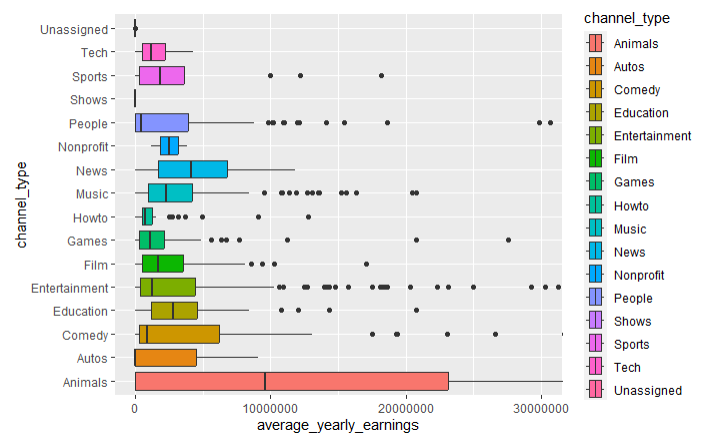 channel_type
Unassigned
Tech
Sports
Shows
People
Nonprofit
News
Music
Howto
Games
Film
Entertainment
Education
Comedy
Autos
Animals
0
10000000
20000000
30000000
average_yearly_earnings
channel_type
Animals
Autos
Comedy
Education
Entertainment
Film
Games
Howto
Music
News
Nonprofit
People
Shows
Sports
Tech
Unassigned